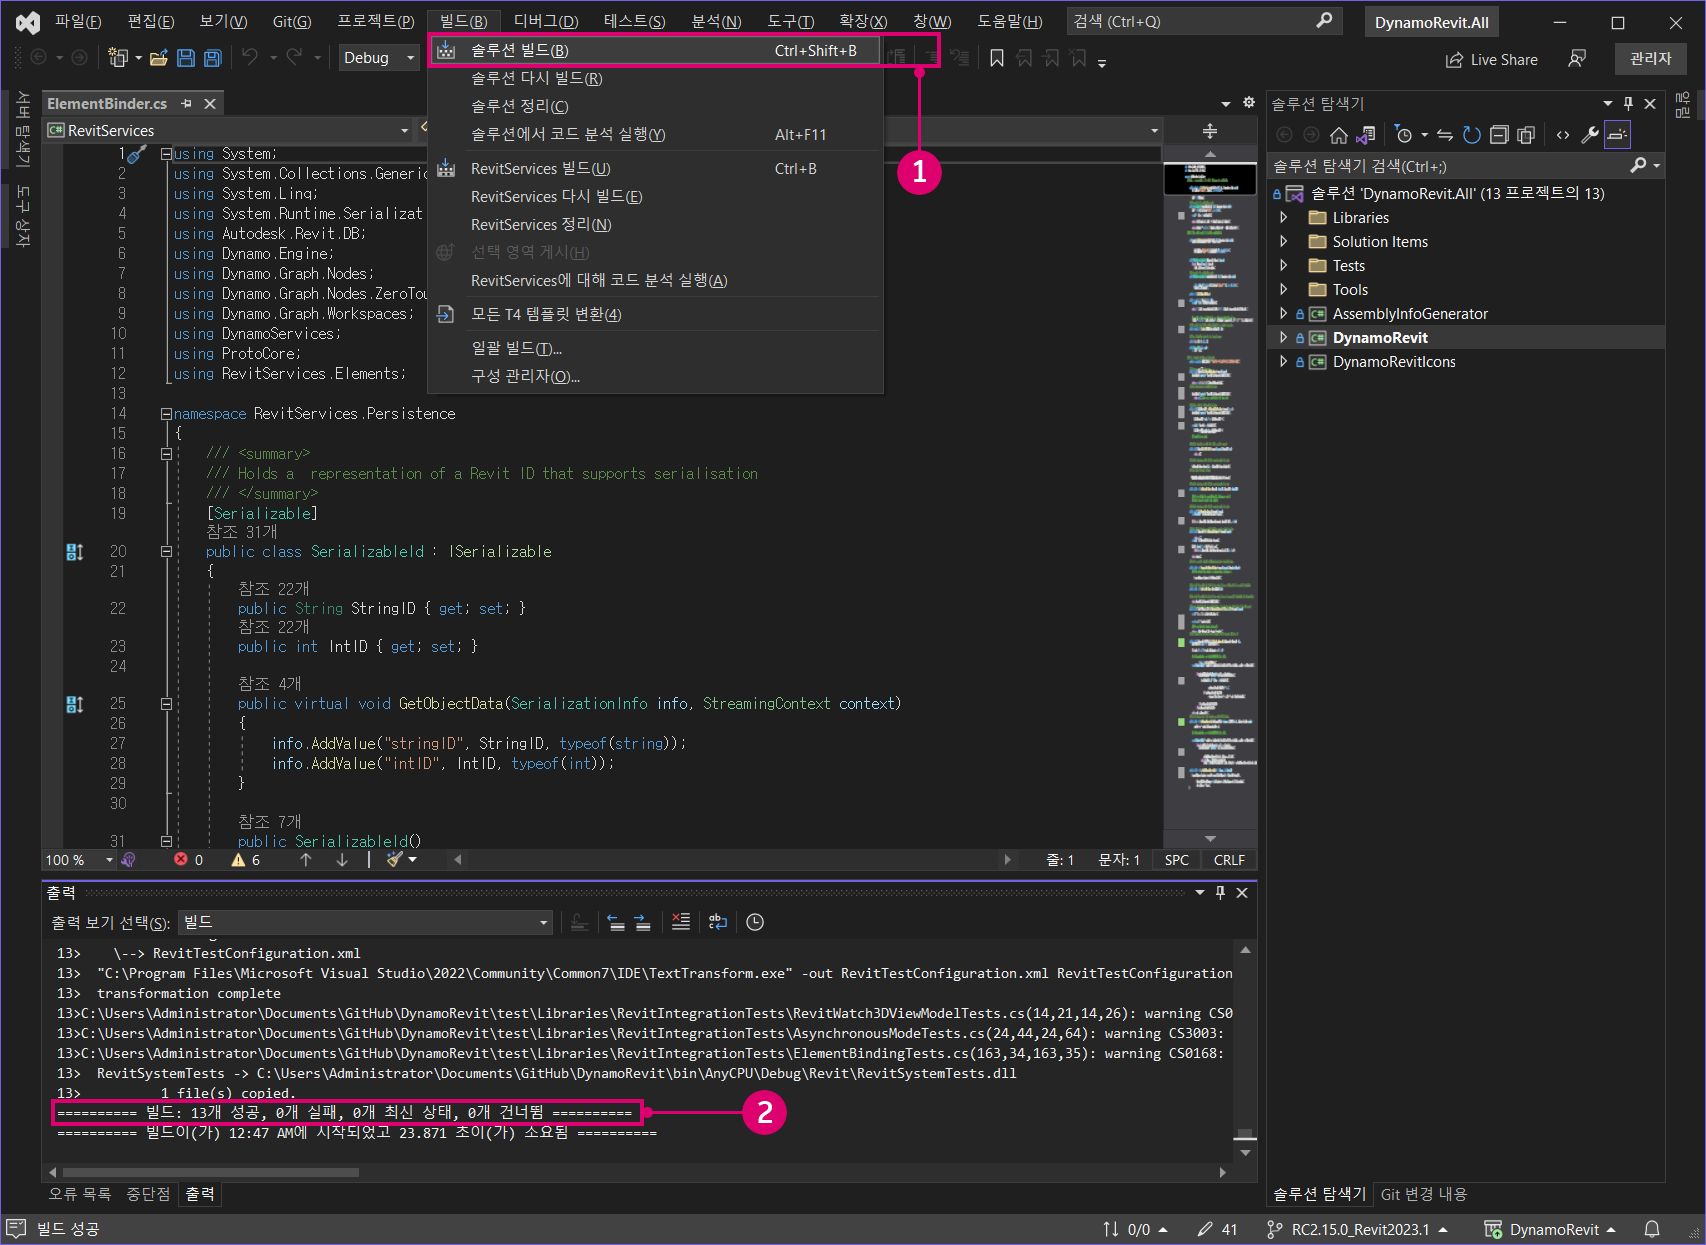 파일(F) 편집(E) 보기(V) Git(G) 프로젝트(P) 빌드(B) 디버그(D) 테스트(S) 분석(N) 도구(T) 확장(X) 창(W) 도움말(H) 검색 (Ctrl+Q) DynamoRevit.All
Debug Live Share 관리자
솔루션 빌드(B) Ctrl+Shift+B
솔루션 다시 빌드(R)
솔루션 정리(C)
솔루션에서 코드 분석 실행(Y) Alt+F11
RevitServices 빌드(U) Ctrl+B
RevitServices 다시 빌드(E)
RevitServices 정리(N)
선택 영역 게시(H)
RevitServices에 대해 코드 분석 실행(A)
모든 T4 템플릿 변환(4)
일괄 빌드(T)...
구성 관리자(O)...
1
서버 탐색기
도구 상자
ElementBinder.cs
C# RevitServices
1 using System;
2 using System.Collections.Generic
3 using System.Linq;
4 using System.Runtime.Serializat
5 using Autodesk.Revit.DB;
6 using Dynamo.Engine;
7 using Dynamo.Graph.Nodes;
8 using Dynamo.Graph.Nodes.ZeroTou
9 using Dynamo.Graph.Workspaces;
10 using DynamoServices;
11 using ProtoCore;
12 using RevitServices.Elements;
13
14 namespace RevitServices.Persistence
15 {
16 /// <summary>
17 /// Holds a  representation of a Revit ID that supports serialisation
18 /// </summary>
19 [Serializable]
참조 31개
20 public class SerializableId : ISerializable
21 {
참조 22개
22 public String StringID { get; set; }
참조 22개
23 public int IntID { get; set; }
24
참조 4개
25 public virtual void GetObjectData(SerializationInfo info, StreamingContext context)
26 {
27 info.AddValue("stringID", StringID, typeof(string));
28 info.AddValue("intID", IntID, typeof(int));
29 }
30
참조 7개
31 public SerializableId()
100 % 0 6 줄: 1 문자: 1 SPC CRLF
솔루션 탐색기
알림
솔루션 탐색기 검색(Ctrl+;)
솔루션 'DynamoRevit.All' (13 프로젝트의 13)
Libraries
Solution Items
Tests
Tools
C# AssemblyInfoGenerator
C# DynamoRevit
C# DynamoRevitIcons
출력
출력 보기 선택(S): 빌드
13> \--> RevitTestConfiguration.xml
13> "C:\Program Files\Microsoft Visual Studio\2022\Community\Common7\IDE\TextTransform.exe" -out RevitTestConfiguration.xml RevitTestConfiguration
13> transformation complete
13>C:\Users\Administrator\Documents\GitHub\DynamoRevit\test\Libraries\RevitIntegrationTests\RevitWatch3DViewModelTests.cs(14,21,14,26): warning CS0
13>C:\Users\Administrator\Documents\GitHub\DynamoRevit\test\Libraries\RevitIntegrationTests\AsynchronousModeTests.cs(24,44,24,64): warning CS3003:
13>C:\Users\Administrator\Documents\GitHub\DynamoRevit\test\Libraries\RevitIntegrationTests\ElementBindingTests.cs(163,34,163,35): warning CS0168:
13> RevitSystemTests -> C:\Users\Administrator\Documents\GitHub\DynamoRevit\bin\AnyCPU\Debug\Revit\RevitSystemTests.dll
13> 1 file(s) copied.
========== 빌드: 13개 성공, 0개 실패, 0개 최신 상태, 0개 건너뜀 ==========
2
========== 빌드이(가) 12:47 AM에 시작되었고 23.871 초이(가) 소요됨 ==========
오류 목록 중단점 출력
솔루션 탐색기 Git 변경 내용
빌드 성공 0/0 41 RC2.15.0_Revit2023.1 DynamoRevit